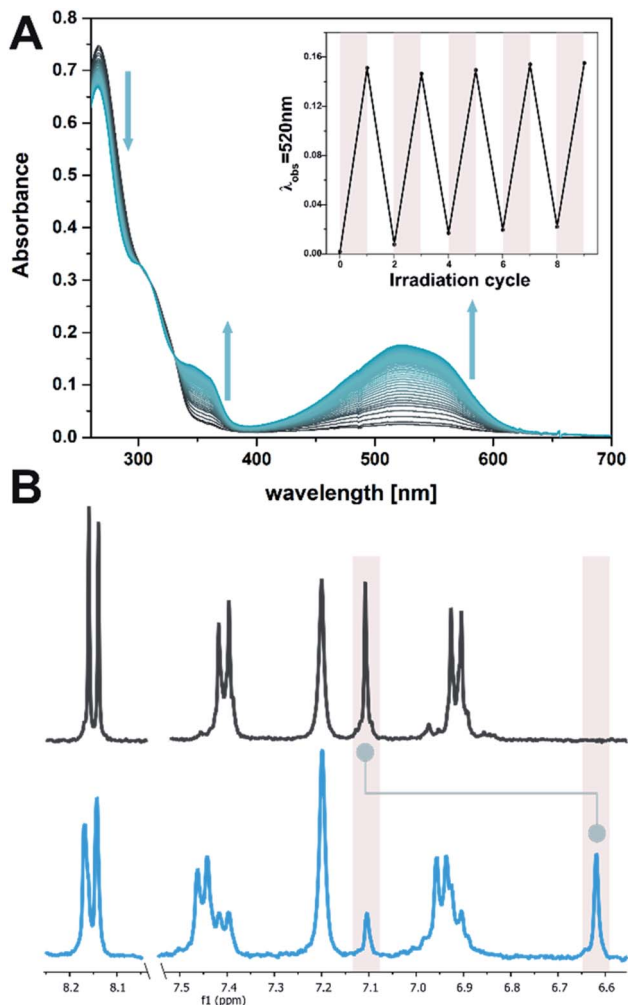 A
Absorbance
0.8
0.7
0.6
0.5
0.4
0.3
0.2
0.1
0.0
300 400 500 600 700
wavelength [nm]
λobs=520nm
0.16
0.12
0.08
0.04
0.00
0 2 4 6 8
Irradiation cycle
B
8.2 8.1 7.5 7.4 7.3 7.2 7.1 7.0 6.9 6.8 6.7 6.6
f1 (ppm)